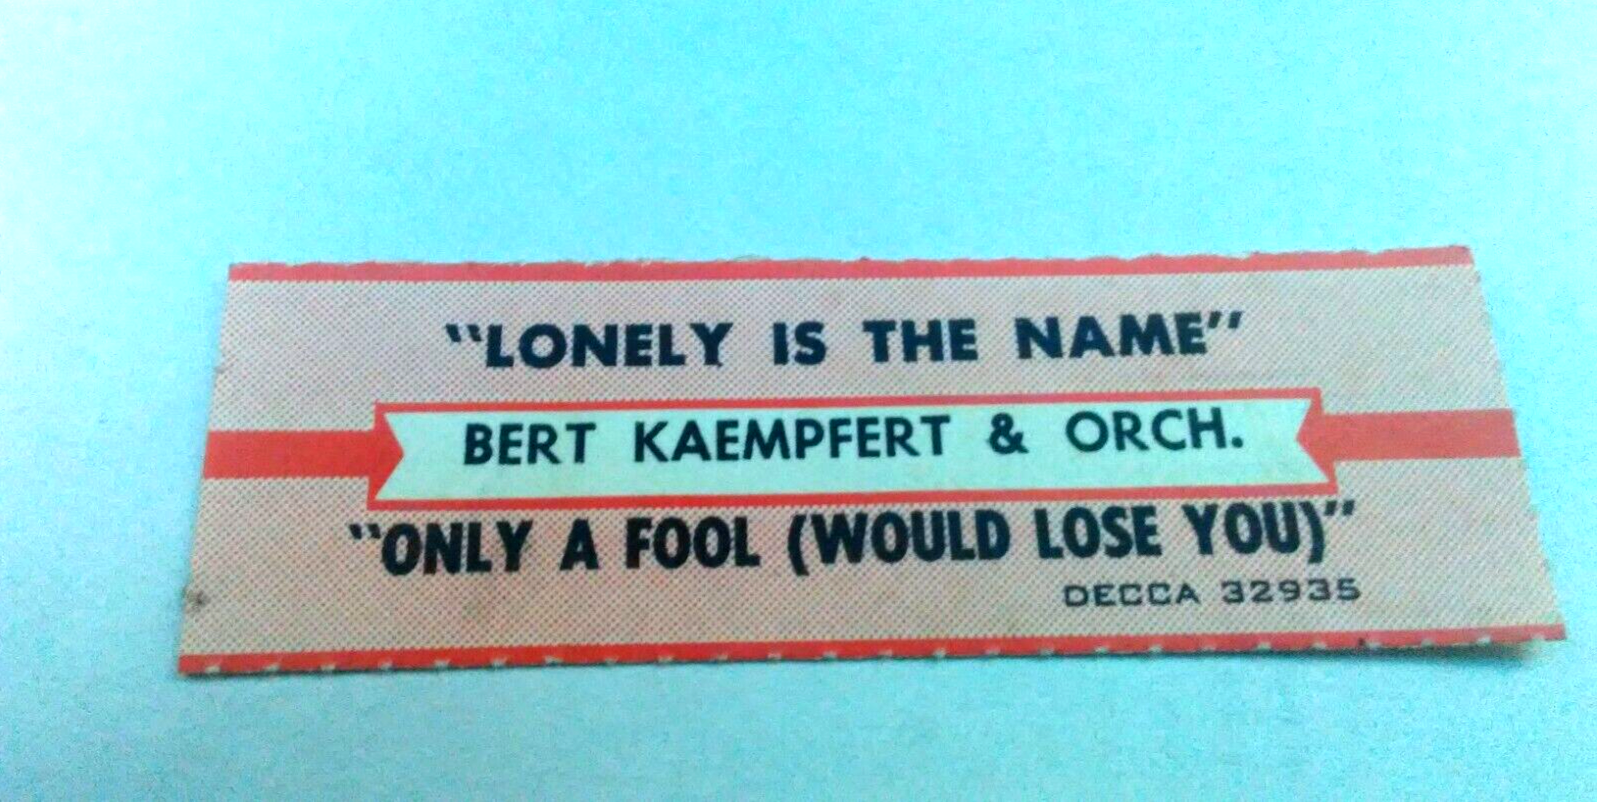 "LONELY IS THE NAME"
BERT KAEMPFERT & ORCH.
"ONLY A FOOL (WOULD LOSE YOU)"
DECCA 32935